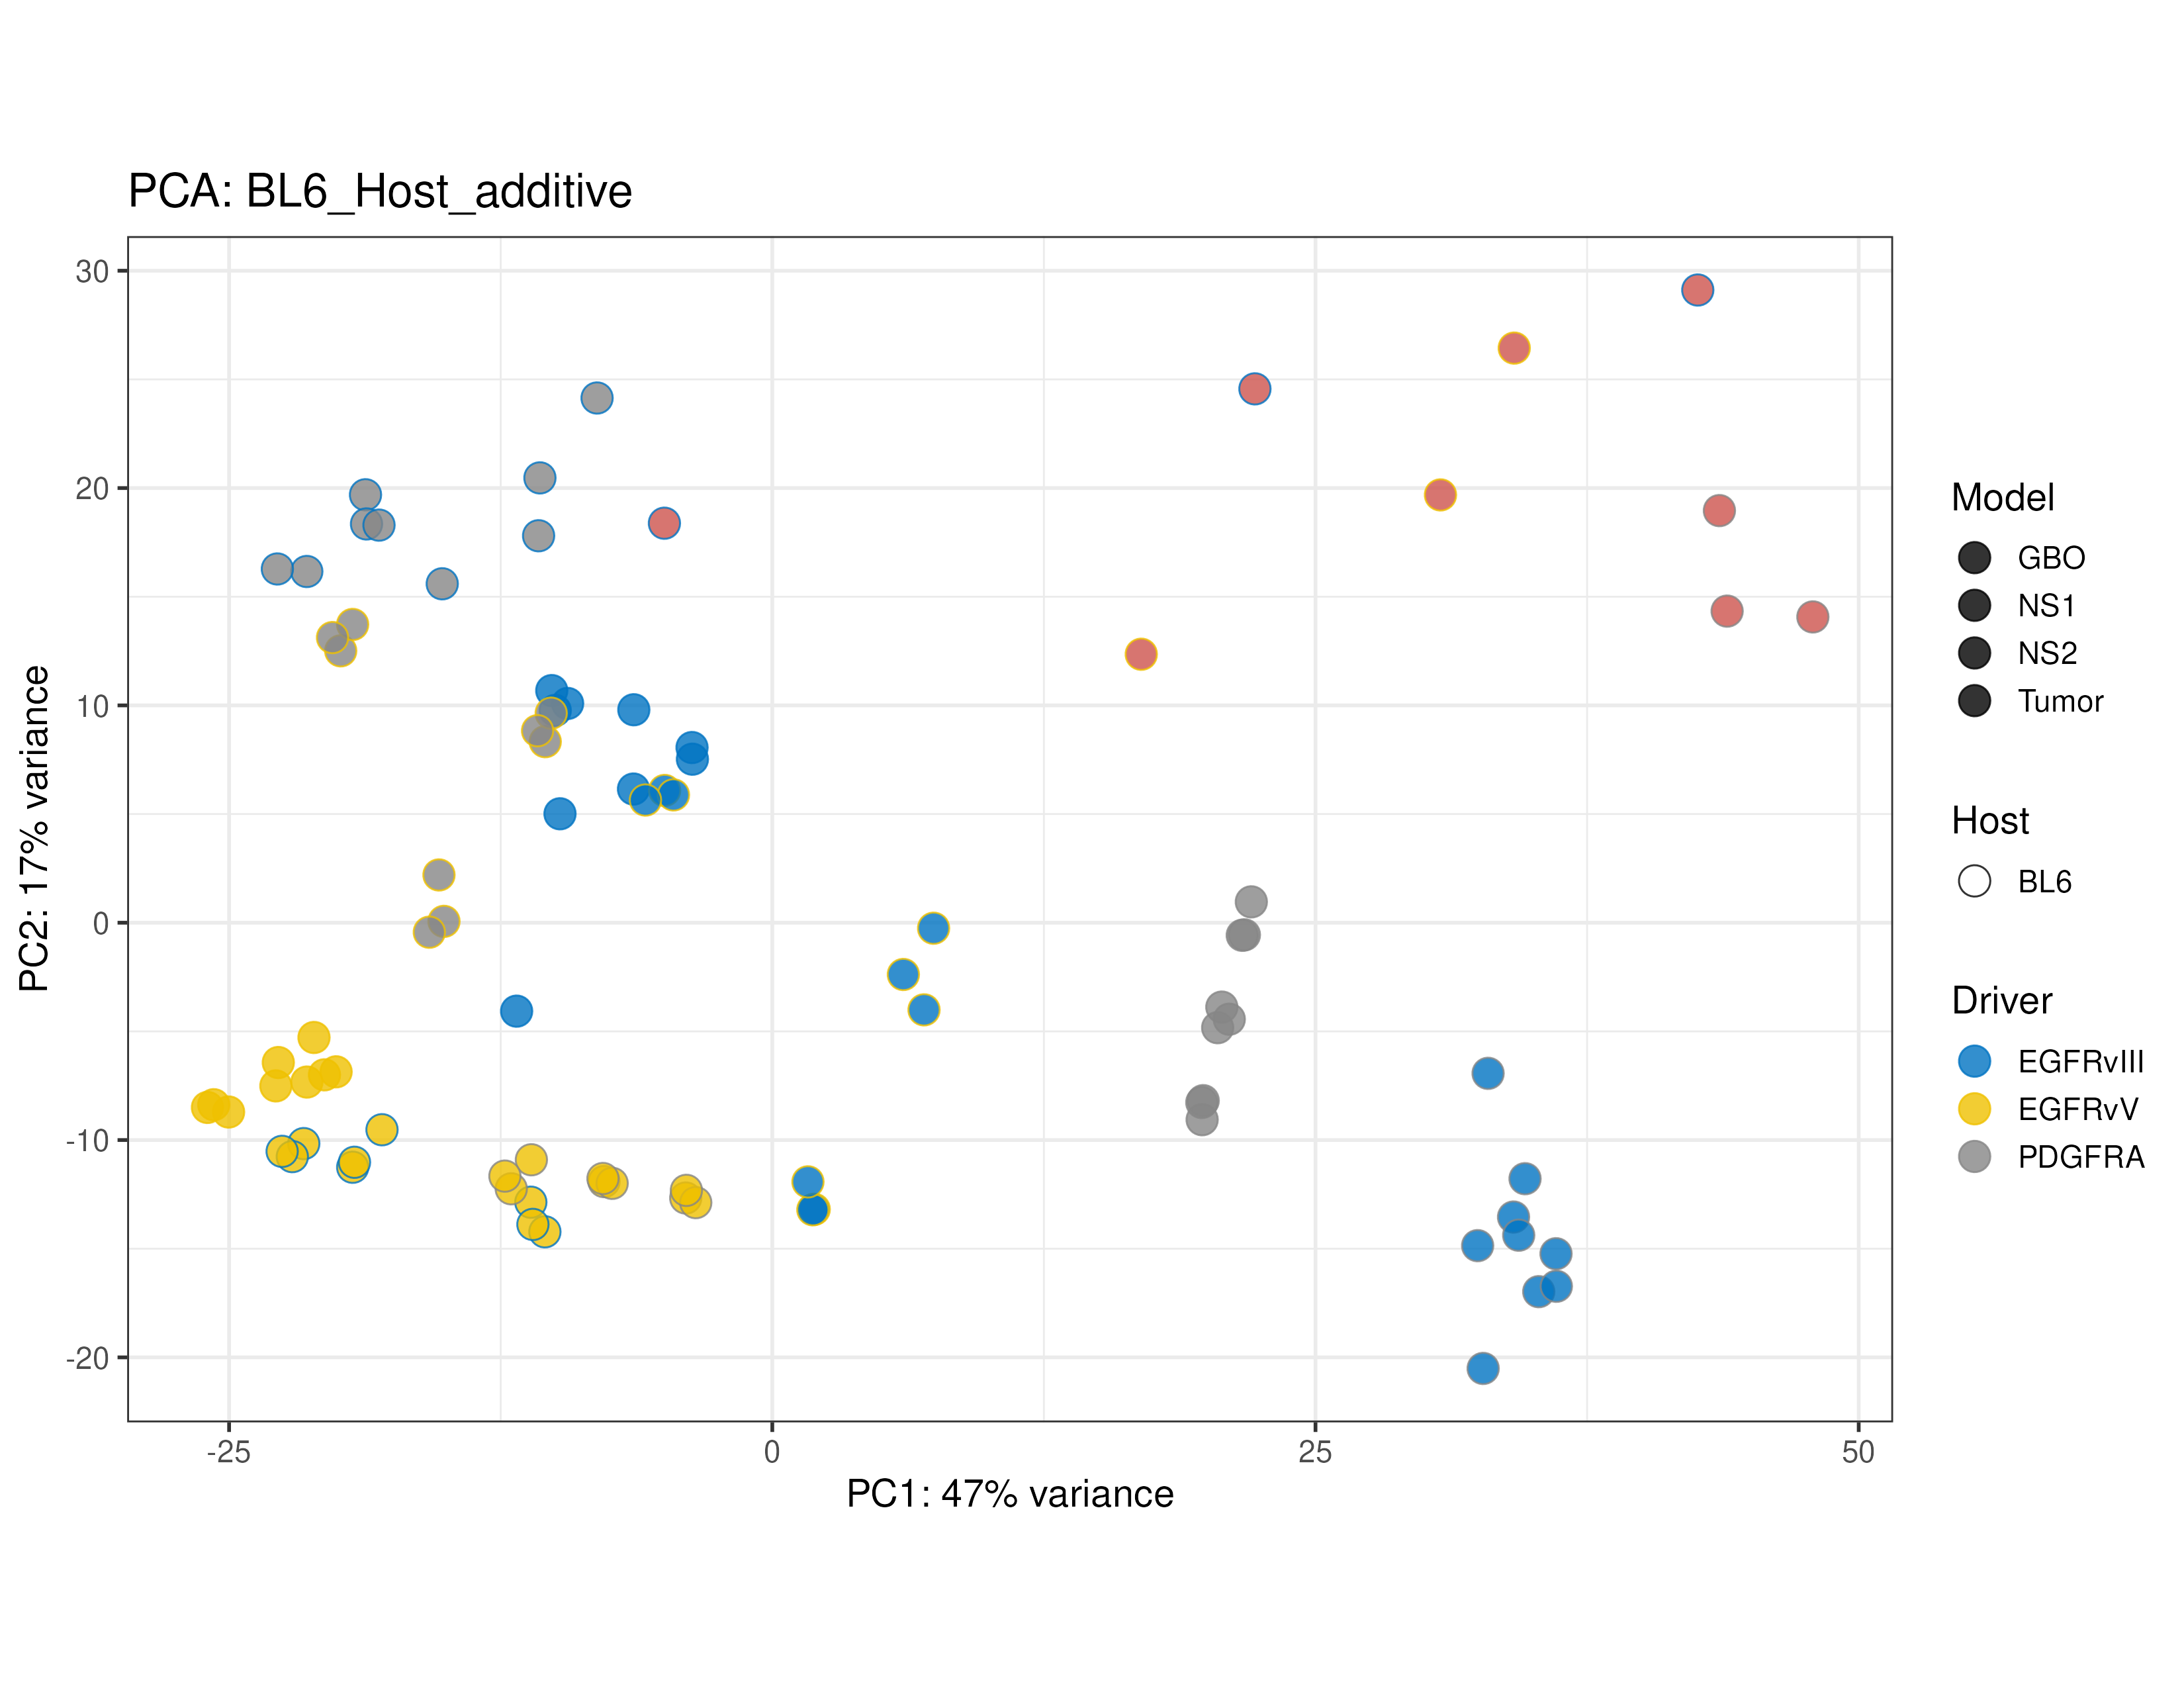 PCA: BL6_Host_additive
30
20
10
0
-10
-20
PC2: 17% variance
-25
0
25
50
PC1: 47% variance
Model
GBO
NS1
NS2
Tumor
Host
BL6
Driver
EGFRvIII
EGFRvV
PDGFRA